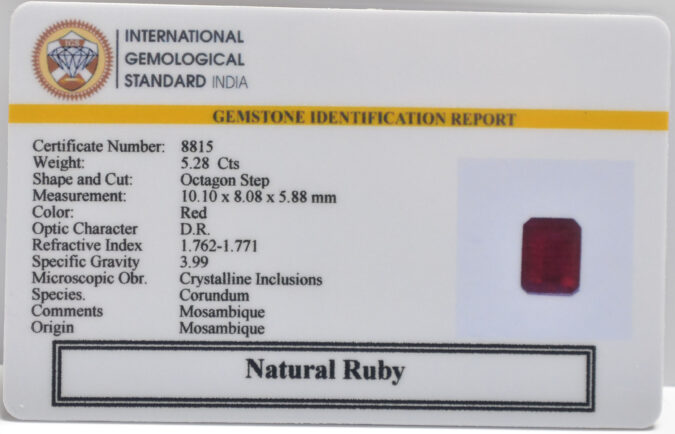 INTERNATIONAL
GEMOLOGICAL
STANDARD INDIA
GEMSTONE IDENTIFICATION REPORT
Certificate Number: 8815
Weight: 5.28 Cts
Shape and Cut: Octagon Step
Measurement: 10.10 x 8.08 x 5.88 mm
Color: Red
Optic Character D.R.
Refractive Index 1.762-1.771
Specific Gravity 3.99
Microscopic Obr. Crystalline Inclusions
Species. Corundum
Comments Mosambique
Origin Mosambique
Natural Ruby